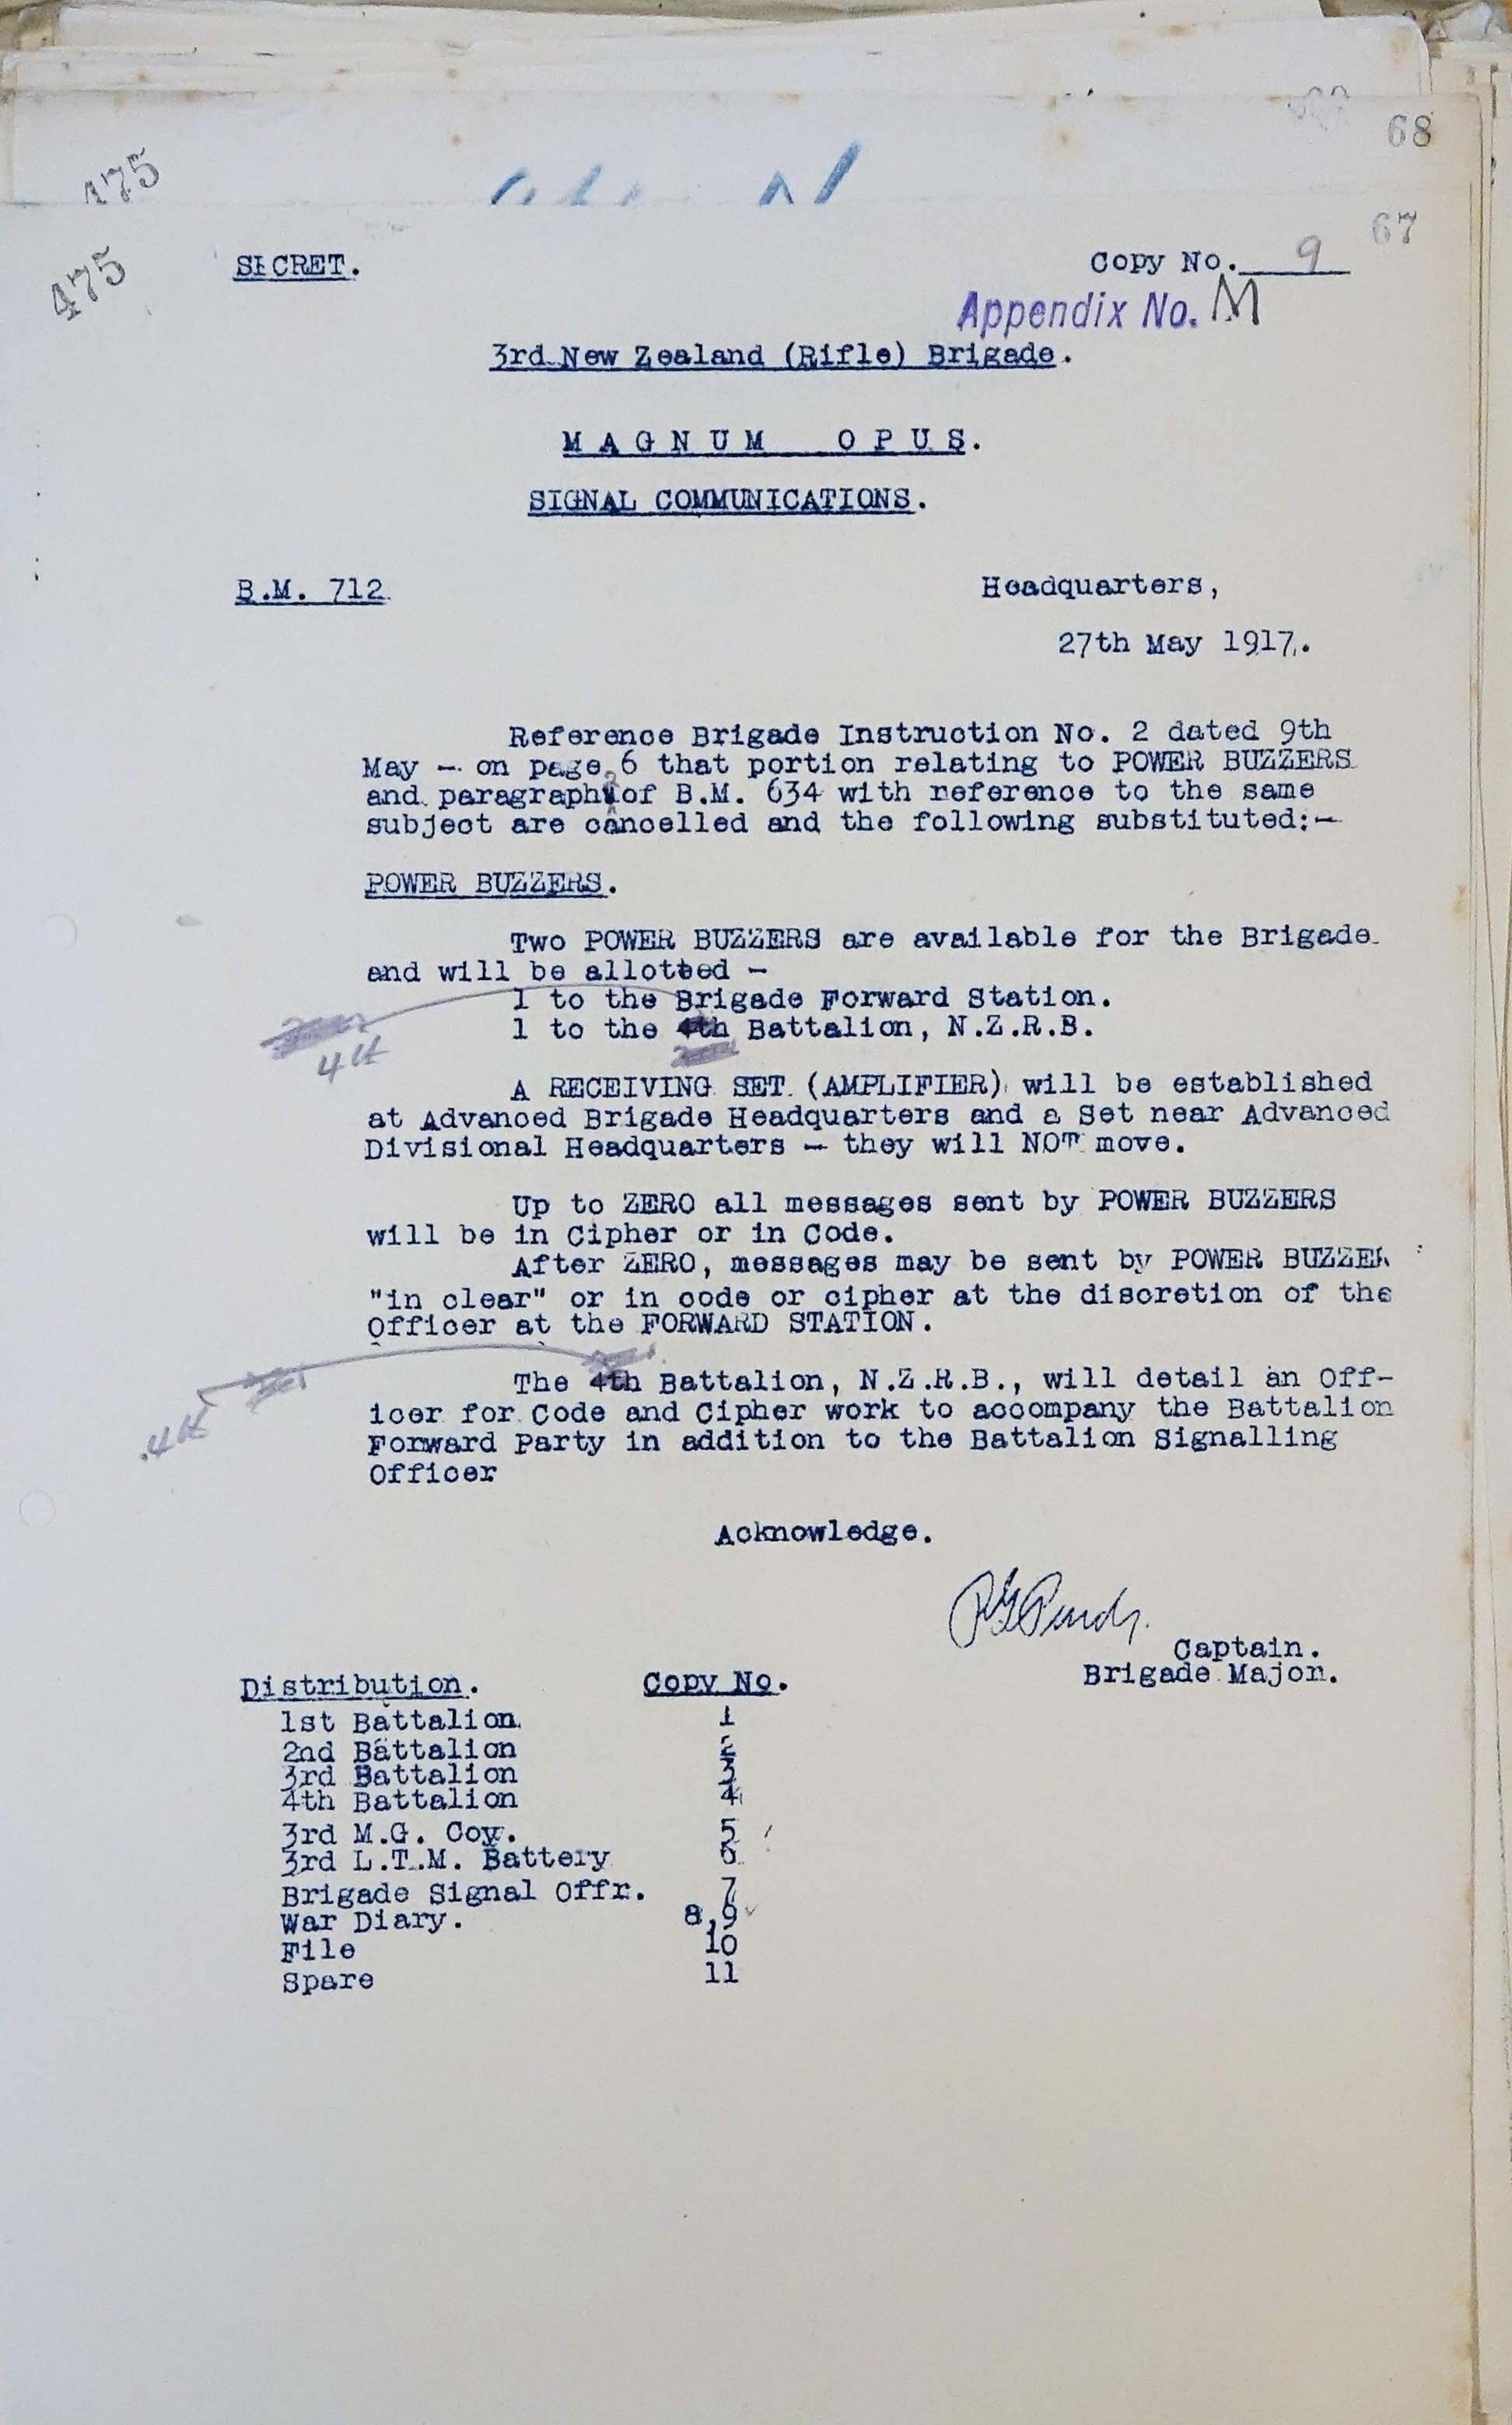 68
475
67
475
SECRET.
Copy No. 9
Appendix No. M
3rd New Zealand (Rifle) Brigade.
MAGNUM OPUS.
SIGNAL COMMUNICATIONS.
B.M. 712
Headquarters,
27th May 1917.
Reference Brigade Instruction No. 2 dated 9th
May - on page 6 that portion relating to POWER BUZZERS
and paragraph of B.M. 634 with reference to the same
subject are cancelled and the following substituted:-
POWER BUZZERS.
Two POWER BUZZERS are available for the Brigade
and will be allotted -
1 to the Brigade Forward Station.
1 to the 4th Battalion, N.Z.R.B.
4th
A RECEIVING SET (AMPLIFIER) will be established
at Advanced Brigade Headquarters and a Set near Advanced
Divisional Headquarters - they will NOT move.
Up to ZERO all messages sent by POWER BUZZERS
will be in Cipher or in Code.
After ZERO, messages may be sent by POWER BUZZER
"in clear" or in code or cipher at the discretion of the
Officer at the FORWARD STATION.
The 4th Battalion, N.Z.R.B., will detail an Off-
icer for Code and Cipher work to accompany the Battalion
4th
Forward Party in addition to the Battalion Signalling
Officer
Acknowledge.
Captain.
Brigade Major.
Distribution. Copy No.
1st Battalion 1
2nd Battalion 2
3rd Battalion 3
4th Battalion 4
3rd M.G. Coy. 5
3rd L.T.M. Battery 6
Brigade Signal Offr. 7
War Diary. 8,9
File 10
Spare 11